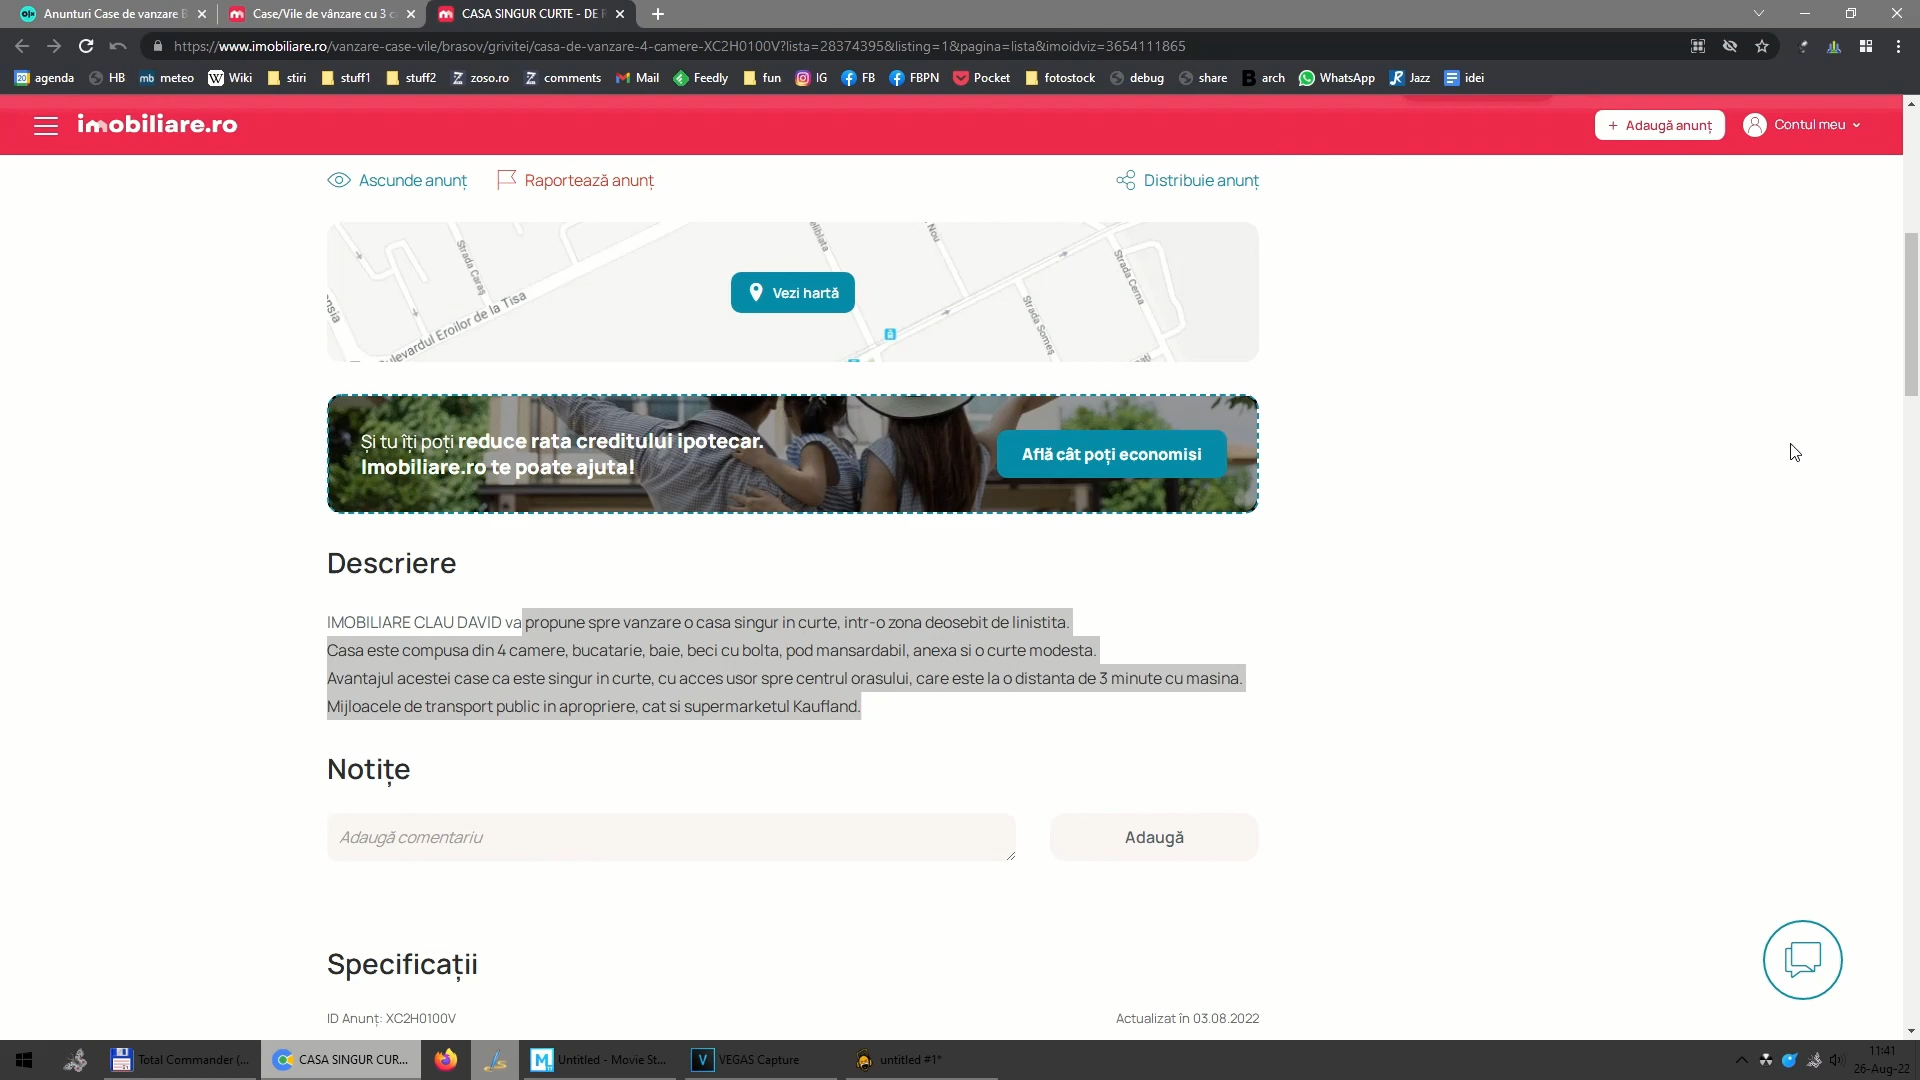 Anunturi Case de vanzare B
Case/Vile de vânzare cu 3 c
CASA SINGUR CURTE - DE
https://www.imobiliare.ro/vanzare-case-vile/brasov/grivitei/casa-de-vanzare-4-camere-XC2H0100V?lista=28374395&listing=1&pagina=lista&imoidviz=3654111865
agenda HB meteo Wiki stiri stuff1 stuff2 zoso.ro comments Mail Feedly fun IG FB FBPN Pocket fotostock debug share arch WhatsApp Jazz idei
imobiliare.ro
+ Adaugă anunț
Contul meu
Ascunde anunț
Raportează anunț
Distribuie anunț
Strada Caraș
Nou
Strada Cerna
Strada Someș
Bulevardul Eroilor de la Tisa
Vezi hartă
Și tu îți poți reduce rata creditului ipotecar.
Imobiliare.ro te poate ajuta!
Află cât poți economisi
Descriere
IMOBILIARE CLAU DAVID va propune spre vanzare o casa singur in curte, intr-o zona deosebit de linistita.
Casa este compusa din 4 camere, bucatarie, baie, beci cu bolta, pod mansardabil, anexa si o curte modesta.
Avantajul acestei case ca este singur in curte, cu acces usor spre centrul orasului, care este la o distanta de 3 minute cu masina.
Mijloacele de transport public in apropriere, cat si supermarketul Kaufland.
Notițe
Adaugă comentariu
Adaugă
Specificații
ID Anunț: XC2H0100V
Actualizat în 03.08.2022
Total Commander (...
CASA SINGUR CUR...
Untitled - Movie St...
VEGAS Capture
untitled #1*
11:41
26-Aug-22